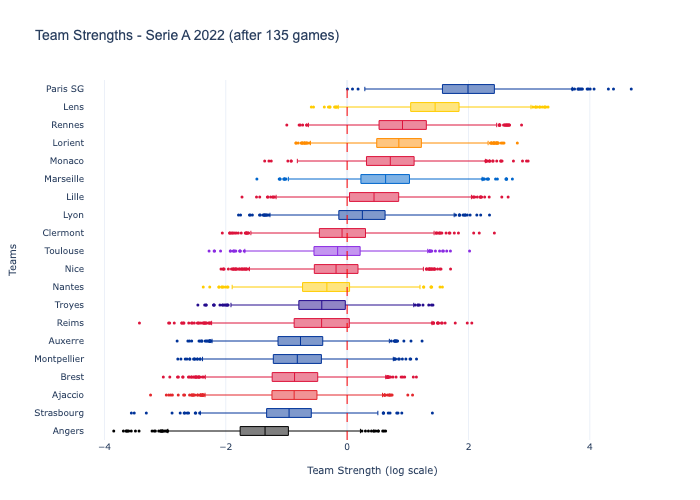 Team Strengths - Serie A 2022 (after 135 games)
Paris SG
Lens
Rennes
Lorient
Monaco
Marseille
Lille
Lyon
Clermont
Toulouse
Nice
Nantes
Troyes
Reims
Auxerre
Montpellier
Brest
Ajaccio
Strasbourg
Angers
Teams
−4 −2 0 2 4
Team Strength (log scale)